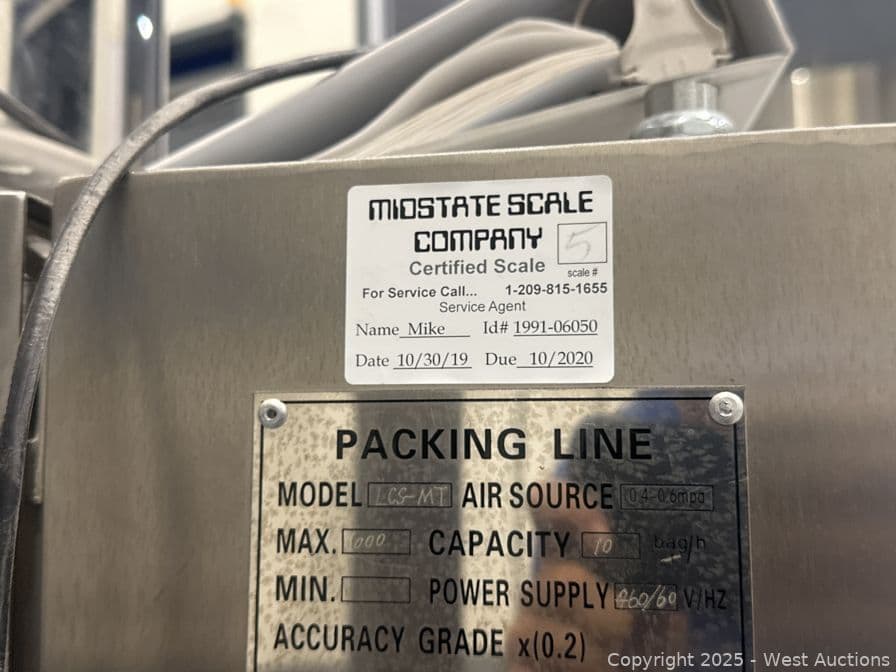 MIDSTATE SCALE
COMPANY 5
Certified Scale scale #
For Service Call... 1-209-815-1655
Service Agent
Name Mike Id# 1991-06050
Date 10/30/19 Due 10/2020
PACKING LINE
MODEL LCS-MT AIR SOURCE 0.4-0.6mpa
MAX. 1000 CAPACITY 10 bag/h
MIN. POWER SUPPLY 460/60 V/HZ
ACCURACY GRADE x(0.2)
Copyright 2025 - West Auctions